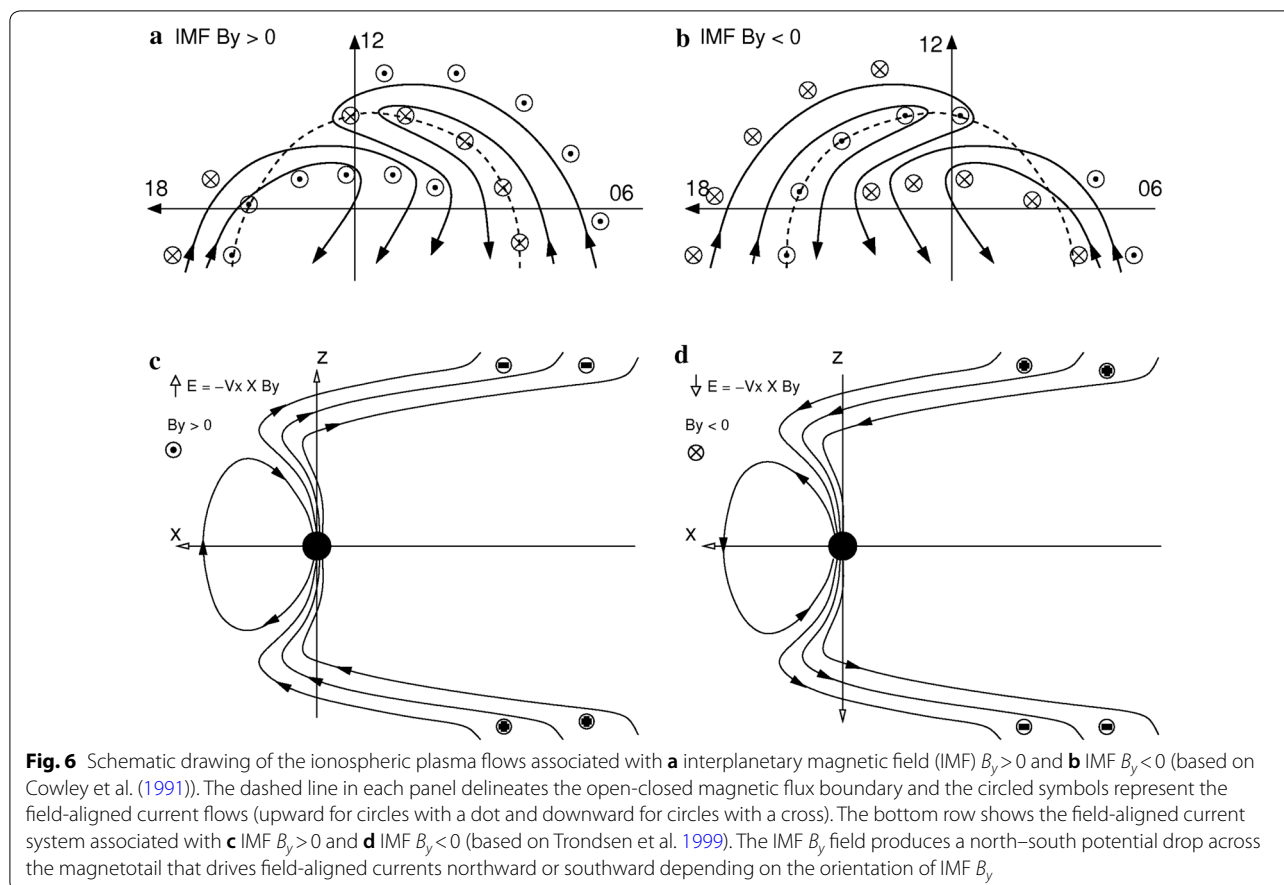 a IMF By > 0
12
18
06
b IMF By < 0
12
18
06
c
Z
E = −Vx X By
By > 0
X
d
E = −Vx X By
By < 0
X
Z
Fig. 6 Schematic drawing of the ionospheric plasma flows associated with a interplanetary magnetic field (IMF) By > 0 and b IMF By < 0 (based on
Cowley et al. (1991)). The dashed line in each panel delineates the open-closed magnetic flux boundary and the circled symbols represent the
field-aligned current flows (upward for circles with a dot and downward for circles with a cross). The bottom row shows the field-aligned current
system associated with c IMF By > 0 and d IMF By < 0 (based on Trondsen et al. 1999). The IMF By field produces a north–south potential drop across
the magnetotail that drives field-aligned currents northward or southward depending on the orientation of IMF By